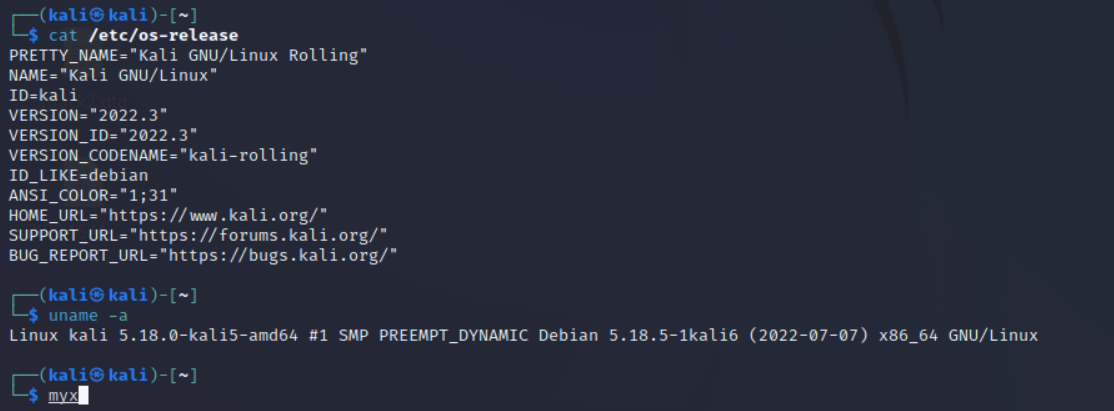 ┌──(kali㉿kali)-[~]
└─$ cat /etc/os-release
PRETTY_NAME="Kali GNU/Linux Rolling"
NAME="Kali GNU/Linux"
ID=kali
VERSION="2022.3"
VERSION_ID="2022.3"
VERSION_CODENAME="kali-rolling"
ID_LIKE=debian
ANSI_COLOR="1;31"
HOME_URL="https://www.kali.org/"
SUPPORT_URL="https://forums.kali.org/"
BUG_REPORT_URL="https://bugs.kali.org/"
┌──(kali㉿kali)-[~]
└─$ uname -a
Linux kali 5.18.0-kali5-amd64 #1 SMP PREEMPT_DYNAMIC Debian 5.18.5-1kali6 (2022-07-07) x86_64 GNU/Linux
┌──(kali㉿kali)-[~]
└─$ myx